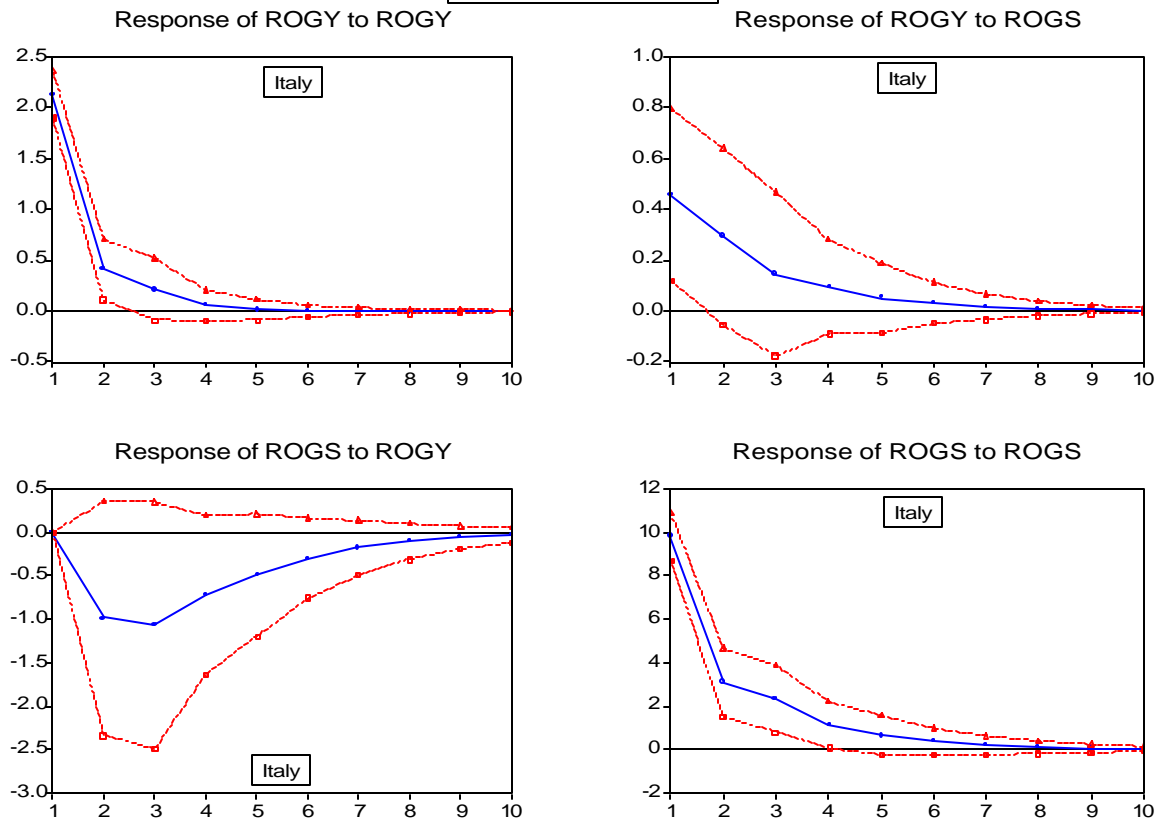 Response of ROGY to ROGY
2.5
2.0
1.5
1.0
0.5
0.0
-0.5
Italy
1 2 3 4 5 6 7 8 9 10
Response of ROGY to ROGS
1.0
0.8
0.6
0.4
0.2
0.0
-0.2
Italy
1 2 3 4 5 6 7 8 9 10
Response of ROGS to ROGY
0.5
0.0
-0.5
-1.0
-1.5
-2.0
-2.5
-3.0
Italy
1 2 3 4 5 6 7 8 9 10
Response of ROGS to ROGS
12
10
8
6
4
2
0
-2
Italy
1 2 3 4 5 6 7 8 9 10